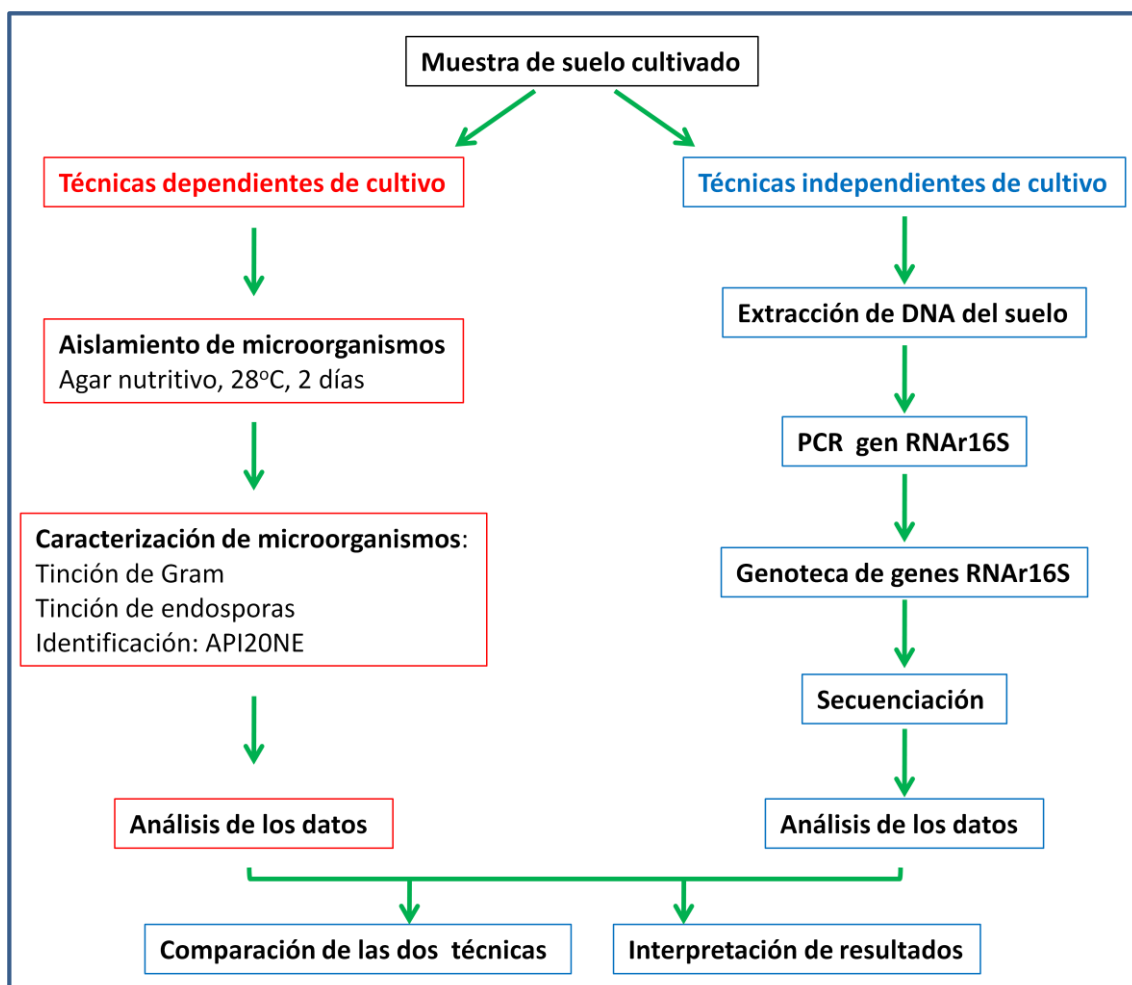 Muestra de suelo cultivado
Técnicas dependientes de cultivo
Aislamiento de microorganismos
Agar nutritivo, 28°C, 2 días
Caracterización de microorganismos:
Tinción de Gram
Tinción de endosporas
Identificación: API20NE
Análisis de los datos
Técnicas independientes de cultivo
Extracción de DNA del suelo
PCR gen RNAr16S
Genoteca de genes RNAr16S
Secuenciación
Análisis de los datos
Comparación de las dos técnicas
Interpretación de resultados